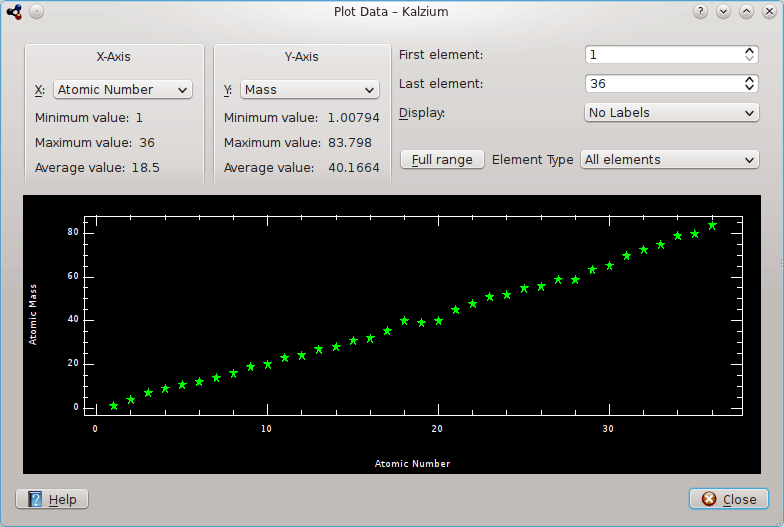 Plot Data – Kalzium
X-Axis
X: Atomic Number
Minimum value: 1
Maximum value: 36
Average value: 18.5
Y-Axis
Y: Mass
Minimum value: 1.00794
Maximum value: 83.798
Average value: 40.1664
First element: 1
Last element: 36
Display: No Labels
Full range Element Type All elements
Atomic Mass
80
60
40
20
0
0 10 20 30
Atomic Number
Help Close